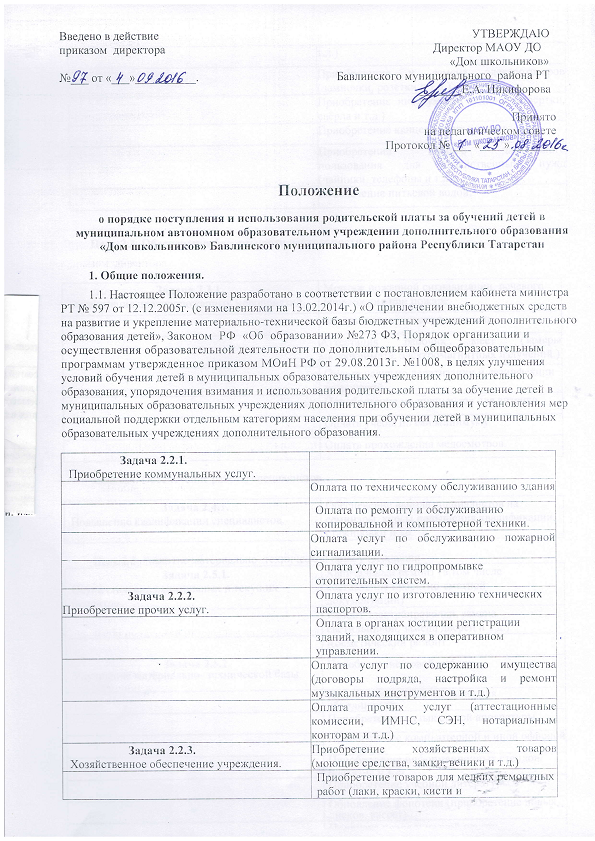 Введено в действие
приказом директора
№ 97 от « 4 » 09 2016 .
УТВЕРЖДАЮ
Директор МАОУ ДО
«Дом школьников»
Бавлинского муниципального района РТ
Е.А. Никифорова
Принято
на педагогическом совете
Протокол № 1 « 25 » 08 2016г
Положение
о порядке поступления и использования родительской платы за обучений детей в
муниципальном автономном образовательном учреждении дополнительного образования
«Дом школьников» Бавлинского муниципального района Республики Татарстан
1. Общие положения.
1.1. Настоящее Положение разработано в соответствии с постановлением кабинета министра
РТ № 597 от 12.12.2005г. (с изменениями на 13.02.2014г.) «О привлечении внебюджетных средств
на развитие и укрепление материально-технической базы бюджетных учреждений дополнительного
образования детей», Законом РФ «Об образовании» №273 ФЗ, Порядок организации и
осуществления образовательной деятельности по дополнительным общеобразовательным
программам утвержденное приказом МОиН РФ от 29.08.2013г. №1008, в целях улучшения
условий обучения детей в муниципальных образовательных учреждениях дополнительного
образования, упорядочения взимания и использования родительской платы за обучение детей в
муниципальных образовательных учреждениях дополнительного образования и установления мер
социальной поддержки отдельным категориям населения при обучении детей в муниципальных
образовательных учреждениях дополнительного образования.
Задача 2.2.1.
Приобретение коммунальных услуг.
Оплата по техническому обслуживанию здания
Оплата по ремонту и обслуживанию
копировальной и компьютерной техники.
Оплата услуг по обслуживанию пожарной
сигнализации.
Оплата услуг по гидропромывке
отопительных систем.
Задача 2.2.2.
Приобретение прочих услуг.
Оплата услуг по изготовлению технических
паспортов.
Оплата в органах юстиции регистрации
зданий, находящихся в оперативном
управлении.
Оплата услуг по содержанию имущества
(договоры подряда, настройка и ремонт
музыкальных инструментов и т.д.)
Оплата прочих услуг (аттестационные
комиссии, ИМНС, СЭН, нотариальным
конторам и т.д.)
Задача 2.2.3.
Хозяйственное обеспечение учреждения.
Приобретение хозяйственных товаров
(моющие средства, замки, веники и т.д.)
Приобретение товаров для мелких ремонтных
работ (лаки, краски, кисти и